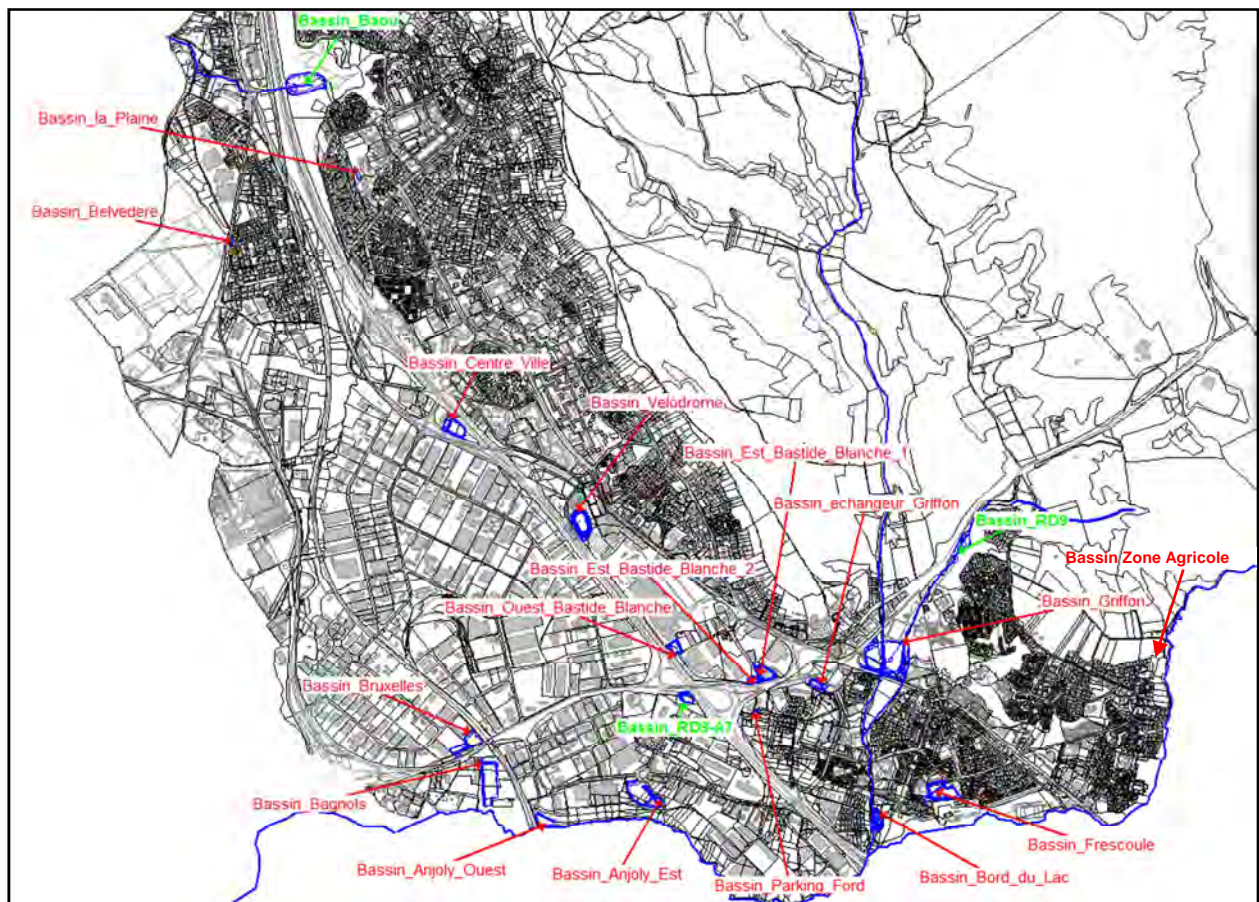 Bassin_Baou
Bassin_la_Plaine
Bassin_Belvedere
Bassin_Centre_Ville
Bassin_Velodrome
Bassin_Est_Bastide_Blanche_1
Bassin_echangeur_Griffon
Bassin_RD9
Bassin Zone Agricole
Bassin_Est_Bastide_Blanche_2
Bassin_Ouest_Bastide_Blanche
Bassin_Griffon
Bassin_Bruxelles
Bassin_RD9-A7
Bassin_Bagnols
Bassin_Anjoly_Ouest
Bassin_Anjoly_Est
Bassin_Parking_Ford
Bassin_Bord_du_Lac
Bassin_Frescoule